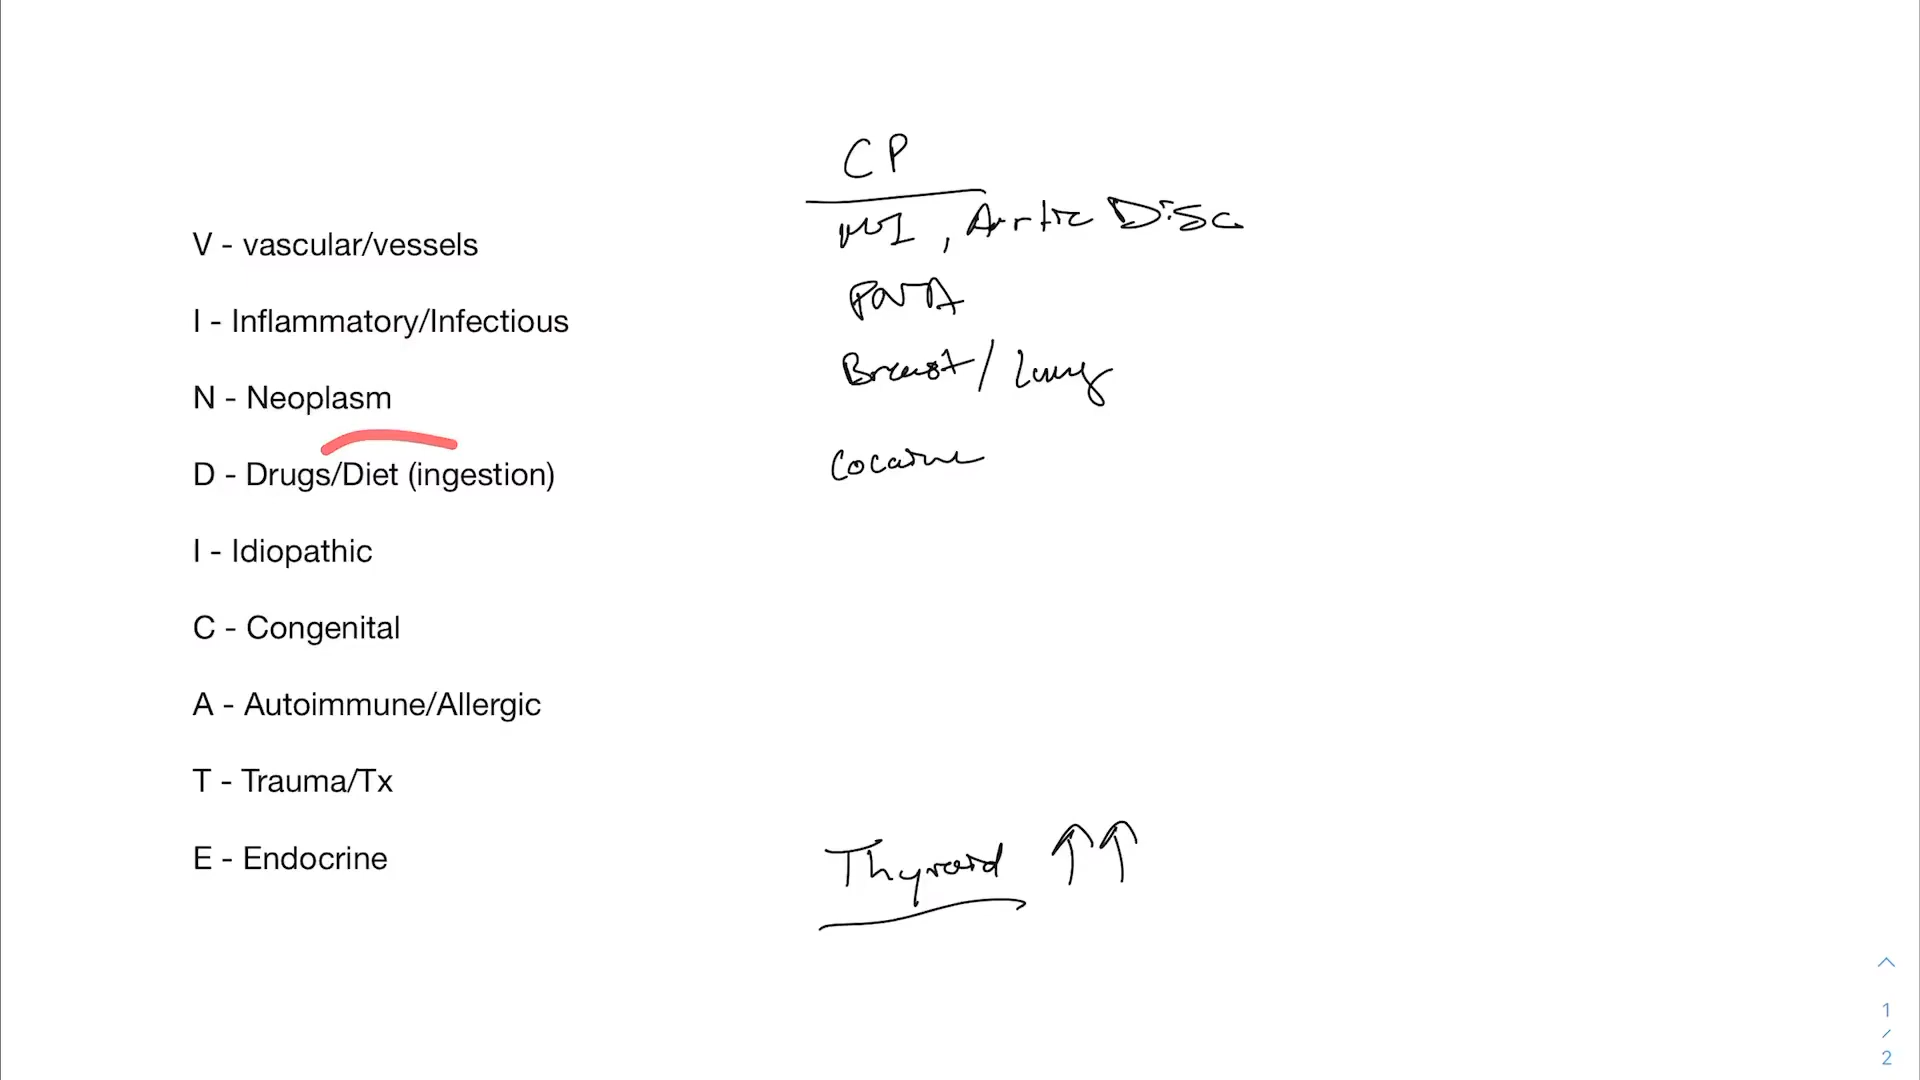 CP
V - vascular/vessels
MI, Aortic Disc
I - Inflammatory/Infectious
PNA
N - Neoplasm
Breast/Lung
D - Drugs/Diet (ingestion)
Cocaine
I - Idiopathic
C - Congenital
A - Autoimmune/Allergic
T - Trauma/Tx
E - Endocrine
Thyroid ↑↑
1
/
2